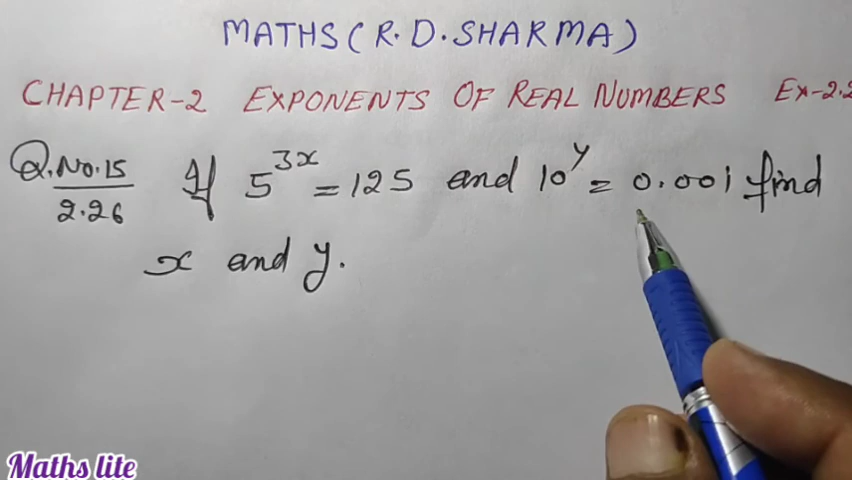 MATHS (R. D. SHARMA)
CHAPTER-2 EXPONENTS OF REAL NUMBERS Ex-2.2
Q.No.15 If 5^3x = 125 and 10^y = 0.001 find
2.26
x and y.
Maths lite